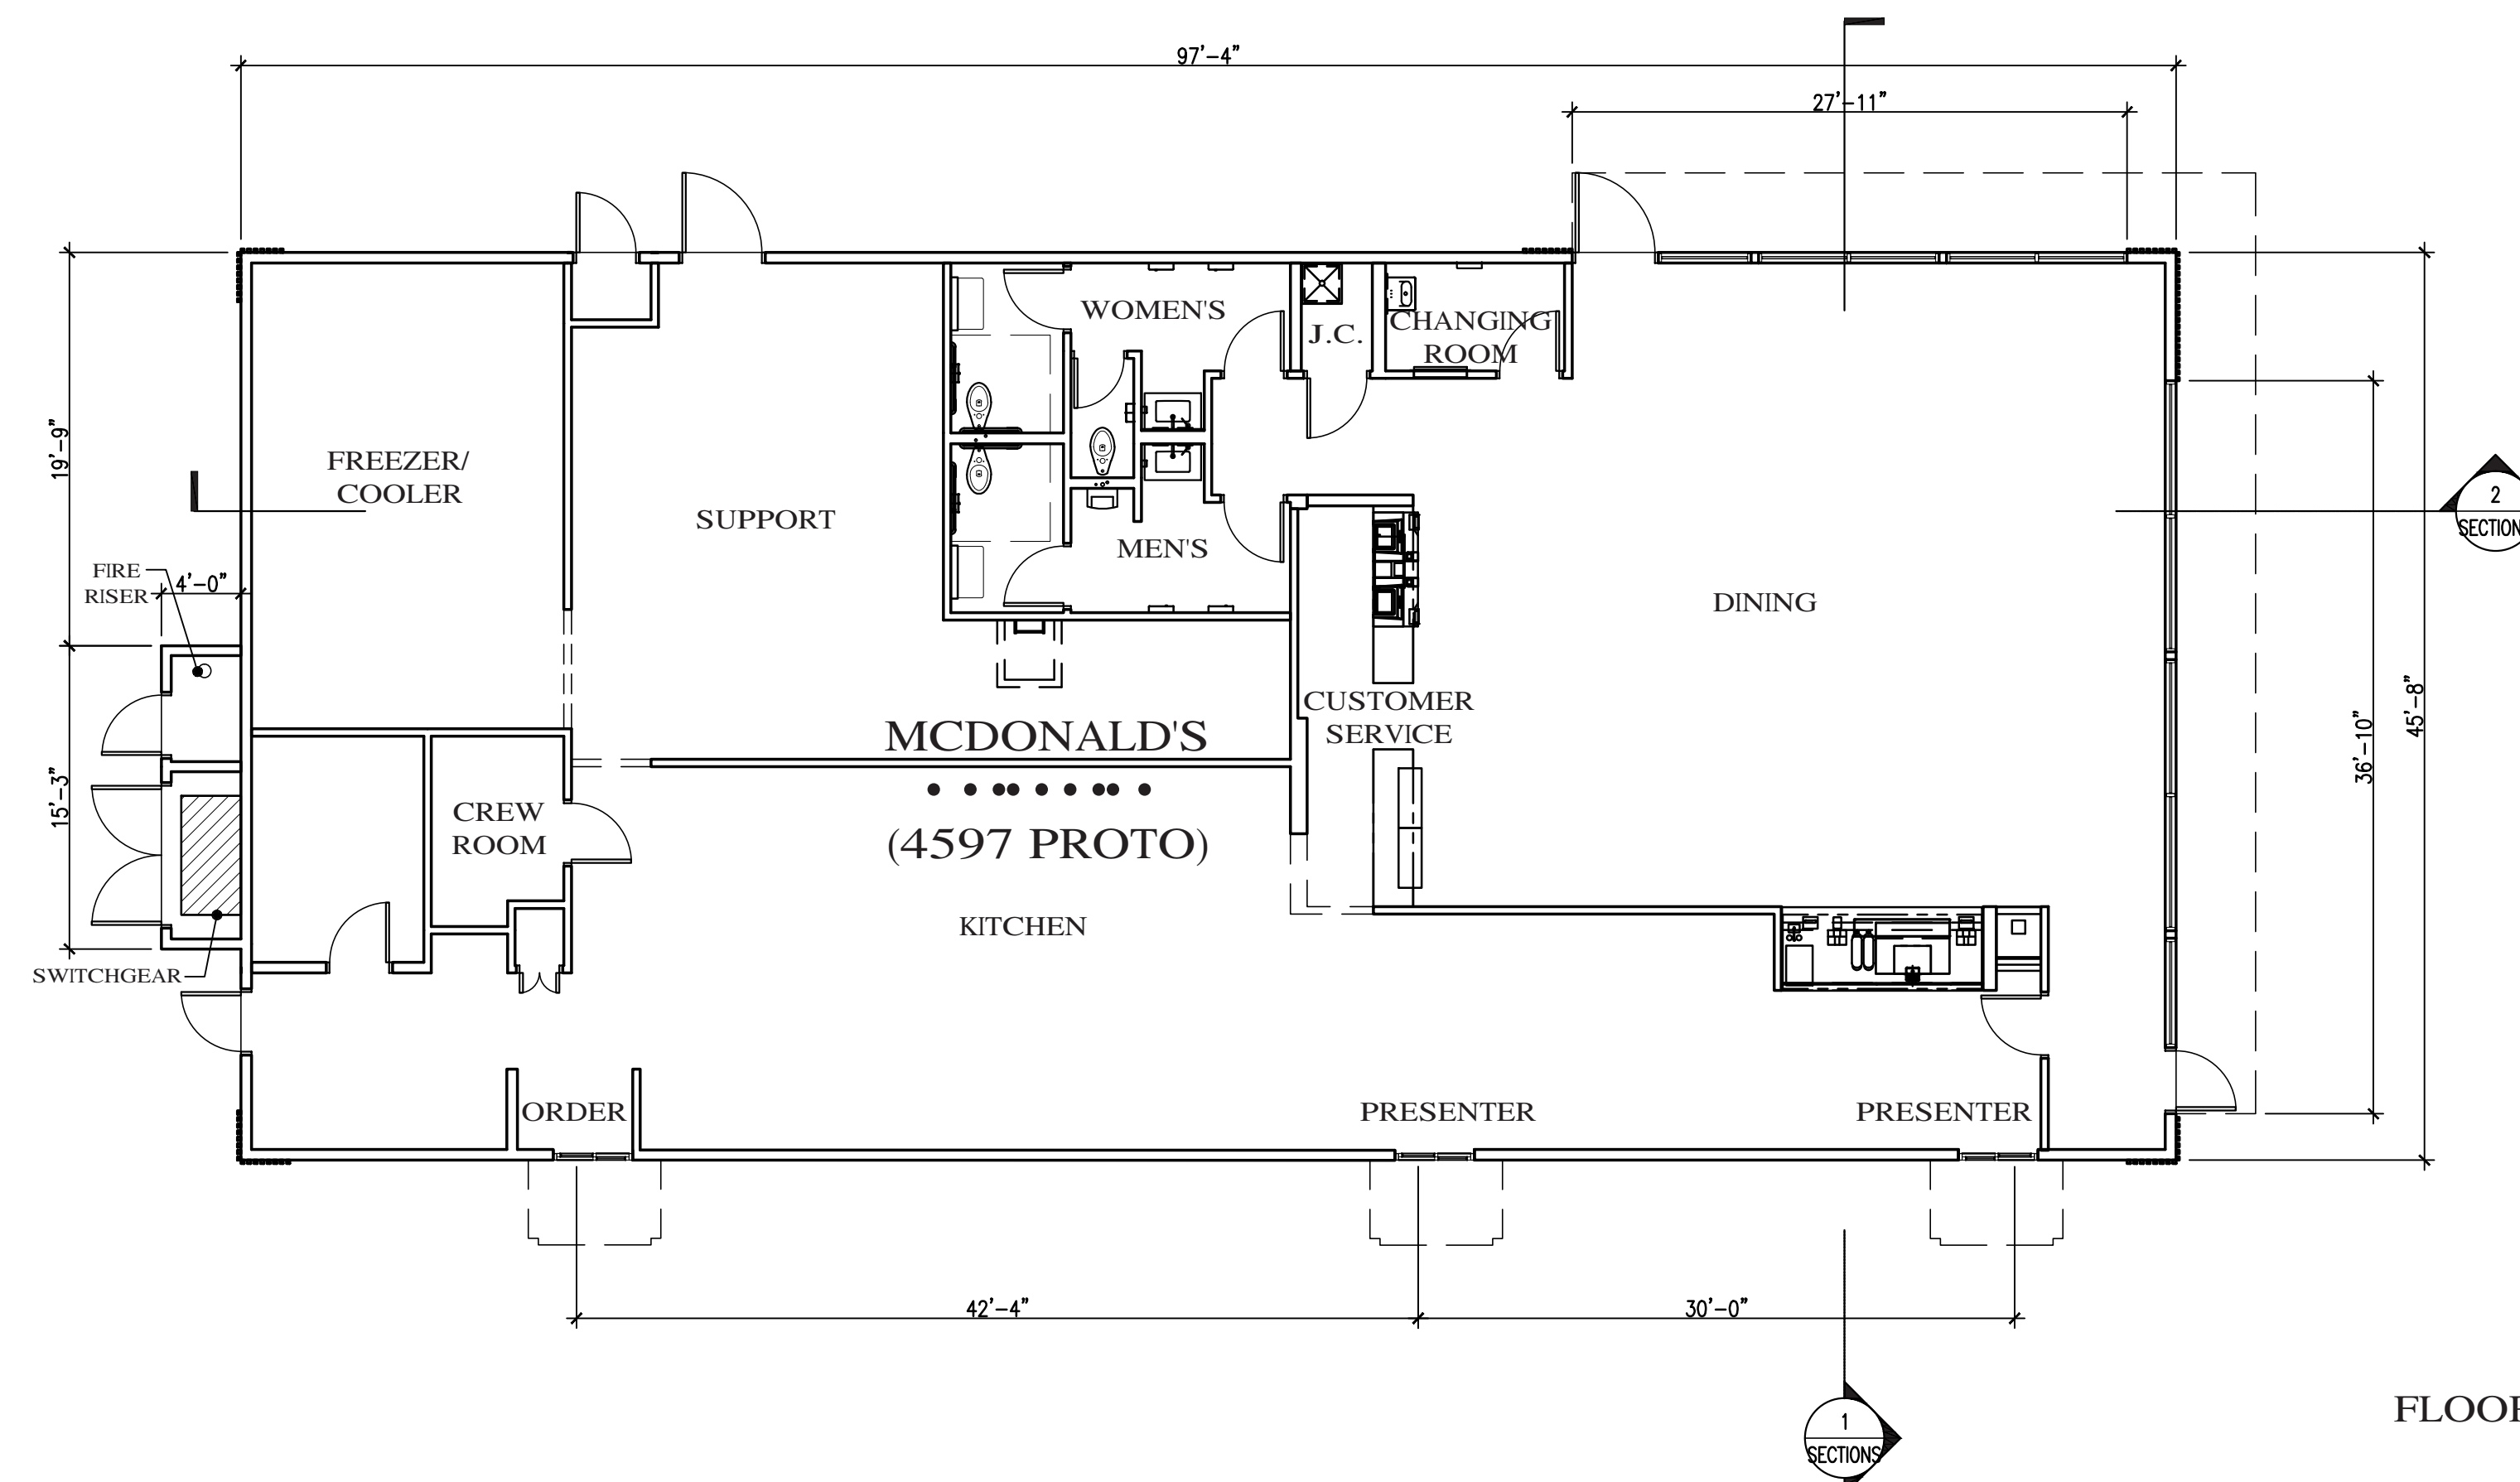 97'-4"
27'-11"
WOMEN'S
J.C.
CHANGING
ROOM
19'-9"
FREEZER/
COOLER
SUPPORT
MEN'S
2
SECTION
FIRE
RISER
4'-0"
DINING
CUSTOMER
SERVICE
MCDONALD'S
36'-10"
45'-8"
15'-3"
CREW
ROOM
(4597 PROTO)
KITCHEN
SWITCHGEAR
ORDER
PRESENTER
PRESENTER
42'-4"
30'-0"
1
SECTIONS